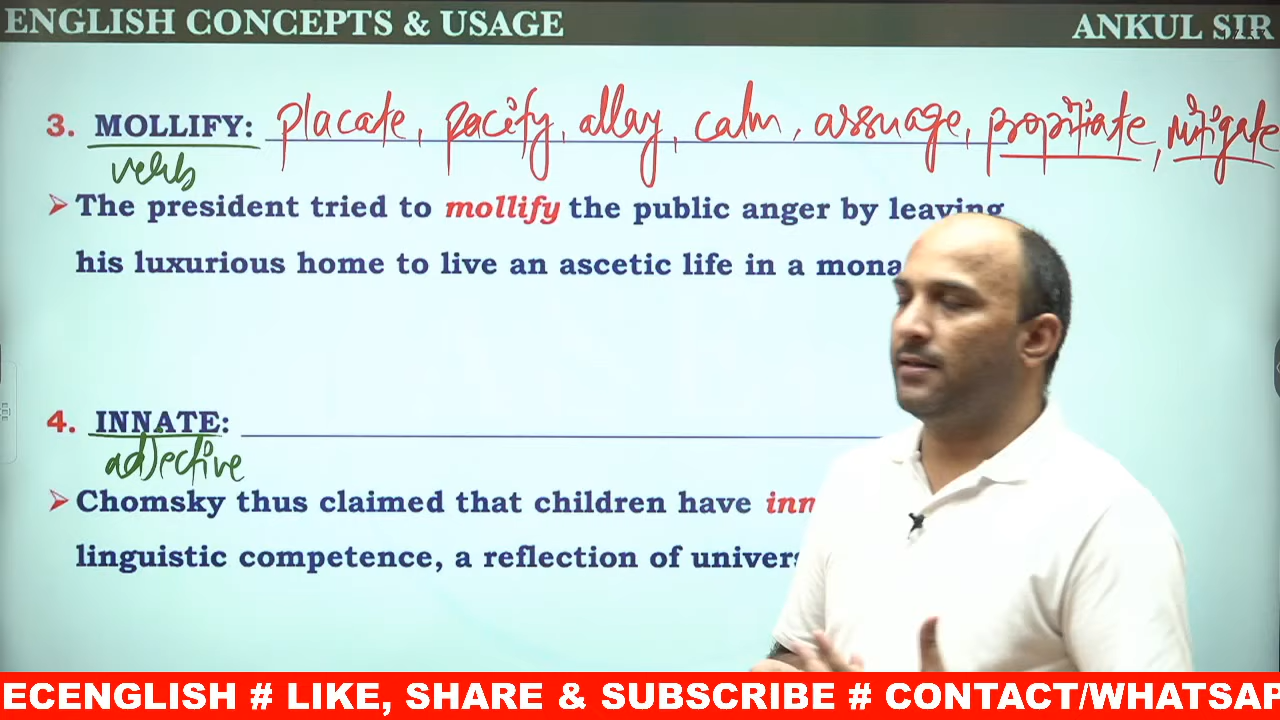 ENGLISH CONCEPTS & USAGE ANKUL SIR
3. MOLLIFY: placate, pacify, allay, calm, assuage, propitiate, mitigate
verb
➢ The president tried to mollify the public anger by leaving
his luxurious home to live an ascetic life in a mona
4. INNATE:
adjective
➢ Chomsky thus claimed that children have inn
linguistic competence, a reflection of univers
ECENGLISH # LIKE, SHARE & SUBSCRIBE # CONTACT/WHATSAP